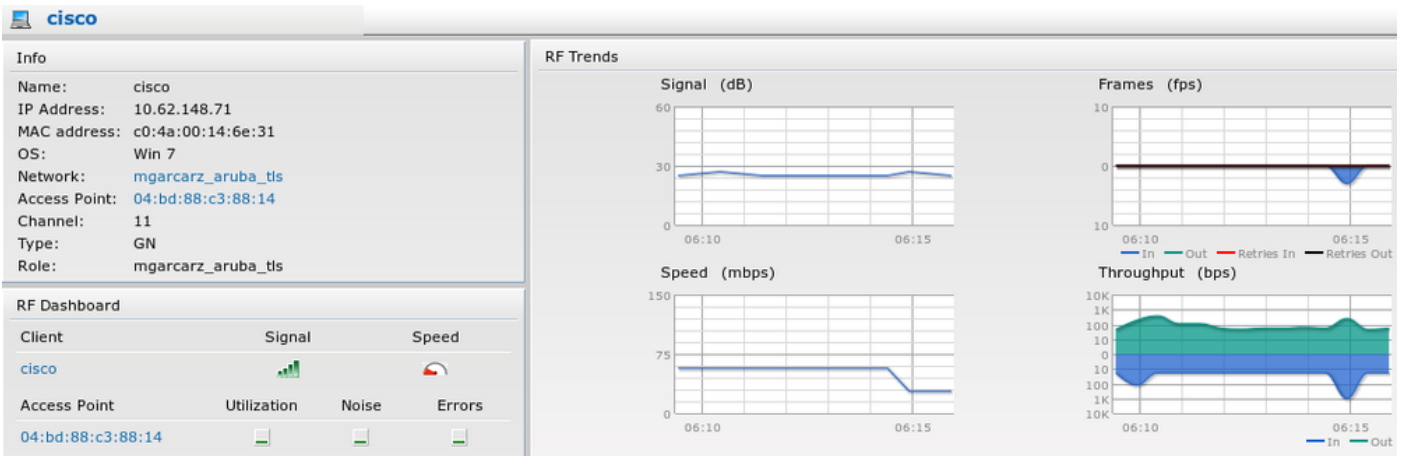 cisco
Info
Name: cisco
IP Address: 10.62.148.71
MAC address: c0:4a:00:14:6e:31
OS: Win 7
Network: mgarcarz_aruba_tls
Access Point: 04:bd:88:c3:88:14
Channel: 11
Type: GN
Role: mgarcarz_aruba_tls
RF Dashboard
Client Signal Speed
cisco
Access Point Utilization Noise Errors
04:bd:88:c3:88:14
RF Trends
Signal (dB)
60
30
0
06:10 06:15
Frames (fps)
10
0
10
06:10 06:15
In Out Retries In Retries Out
Speed (mbps)
150
75
0
06:10 06:15
Throughput (bps)
10K
1K
100
10
0
10
100
1K
10K
06:10 06:15
In Out